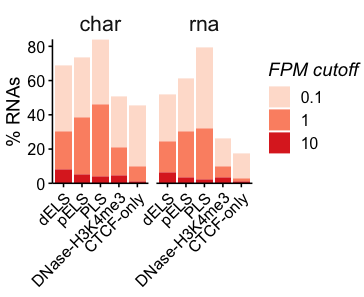 char
rna
% RNAs
80
60
40
20
0
dELS
pELS
PLS
DNase-H3K4me3
CTCF-only
dELS
pELS
PLS
DNase-H3K4me3
CTCF-only
FPM cutoff
0.1
1
10